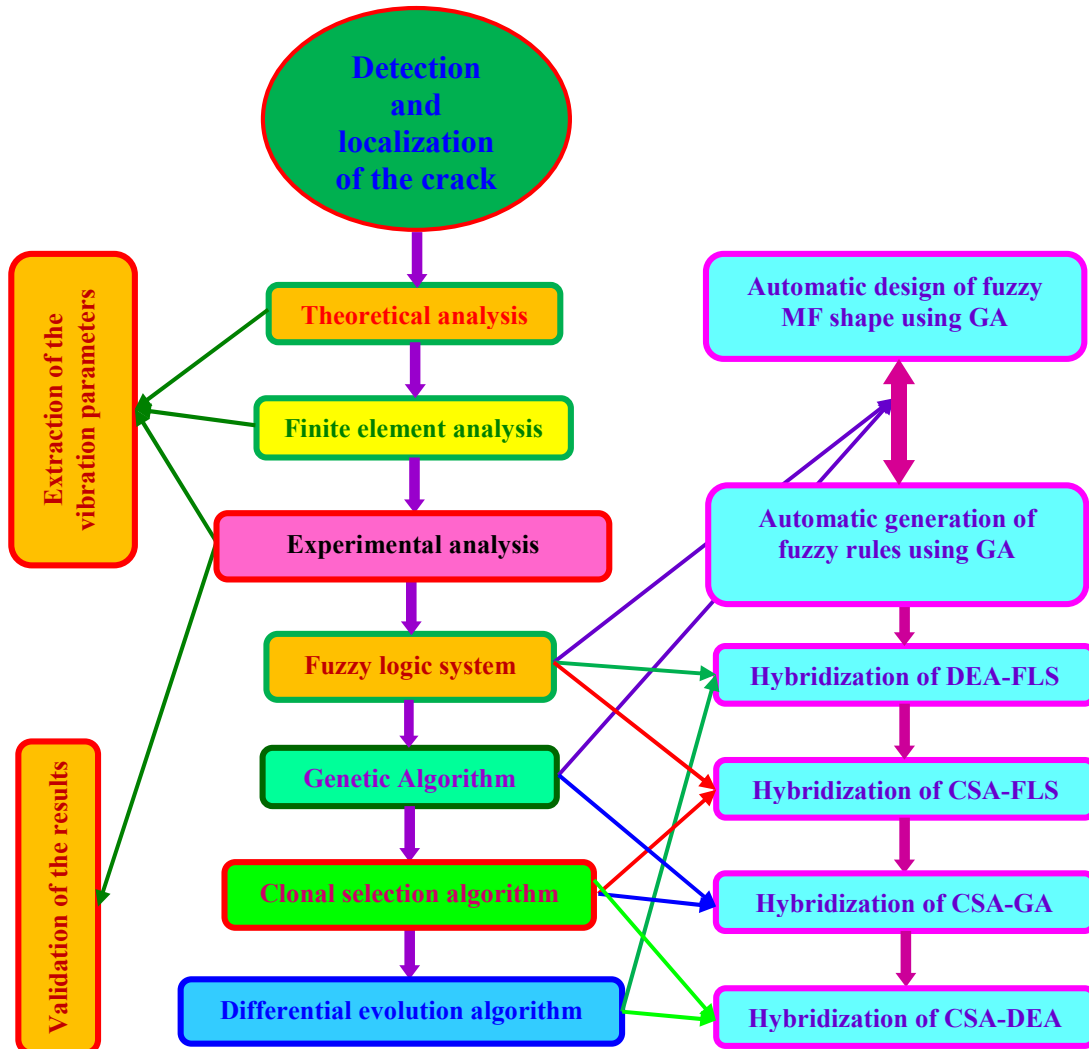 Detection
and
localization
of the crack
Extraction of the
vibration parameters
Theoretical analysis
Automatic design of fuzzy
MF shape using GA
Finite element analysis
Experimental analysis
Automatic generation of
fuzzy rules using GA
Fuzzy logic system
Hybridization of DEA-FLS
Validation of the results
Genetic Algorithm
Hybridization of CSA-FLS
Clonal selection algorithm
Hybridization of CSA-GA
Differential evolution algorithm
Hybridization of CSA-DEA